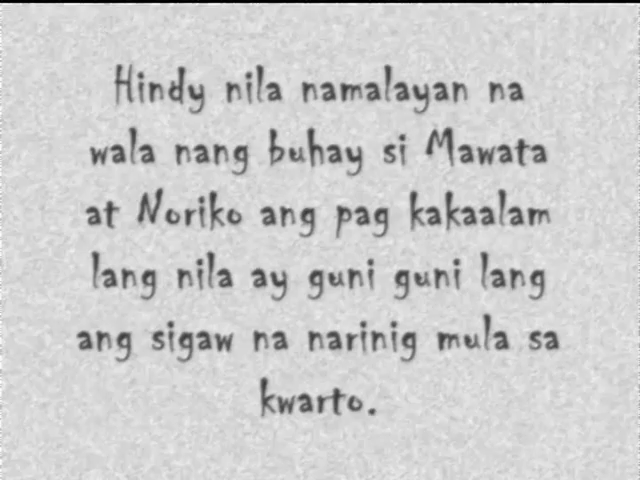 Hindy nila namalayan na
wala nang buhay si Mawata
at Noriko ang pag kakaalam
lang nila ay guni guni lang
ang sigaw na narinig mula sa
kwarto.